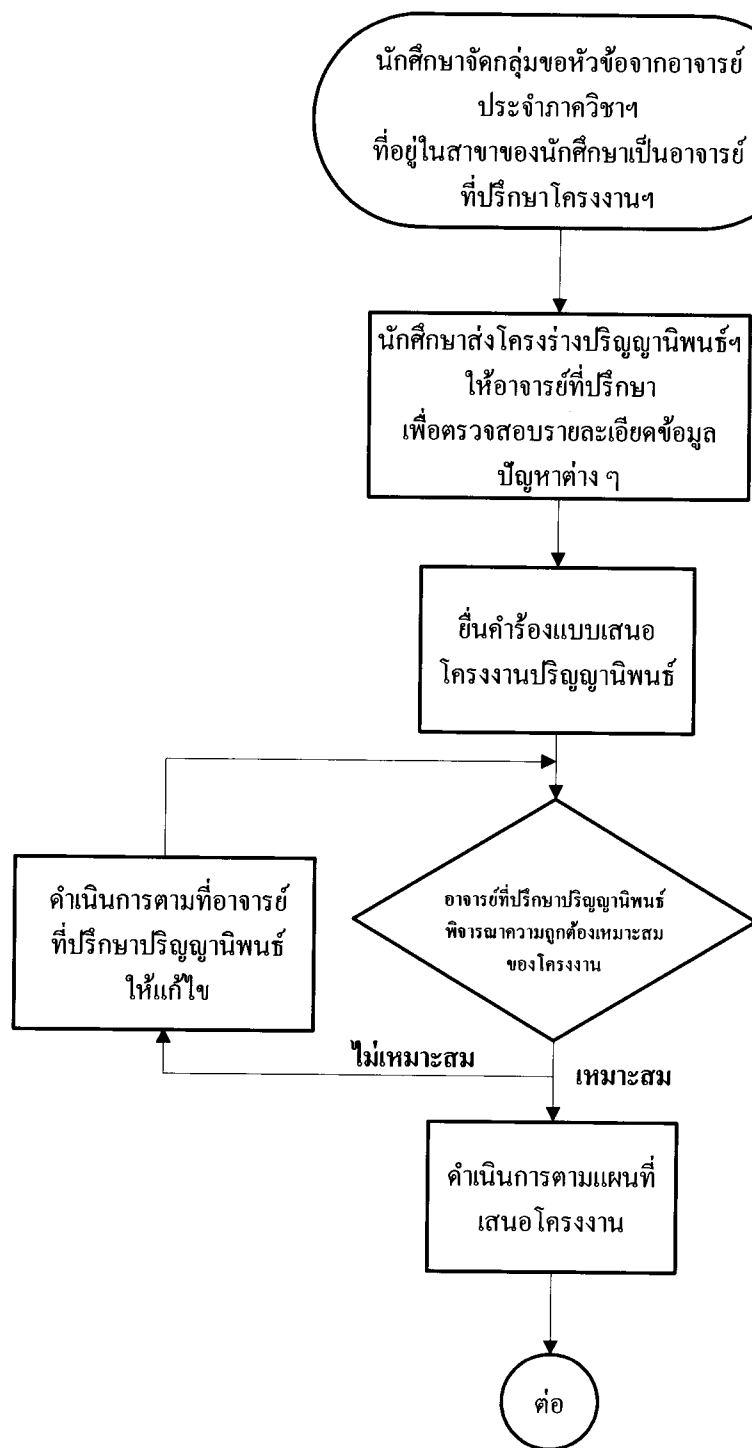 นักศึกษาจัดกลุ่มขอหัวข้อจากอาจารย์
ประจำภาควิชาฯ
ที่อยู่ในสาขาของนักศึกษาเป็นอาจารย์
ที่ปรึกษาโครงงานฯ
นักศึกษาส่งโครงร่างปริญญานิพนธ์ฯ
ให้อาจารย์ที่ปรึกษา
เพื่อตรวจสอบรายละเอียดข้อมูล
ปัญหาต่าง ๆ
ยื่นคำร้องแบบเสนอ
โครงงานปริญญานิพนธ์
อาจารย์ที่ปรึกษาปริญญานิพนธ์
พิจารณาความถูกต้องเหมาะสม
ของโครงงาน
ดำเนินการตามที่อาจารย์
ที่ปรึกษาปริญญานิพนธ์
ให้แก้ไข
ไม่เหมาะสม
เหมาะสม
ดำเนินการตามแผนที่
เสนอโครงงาน
ต่อ